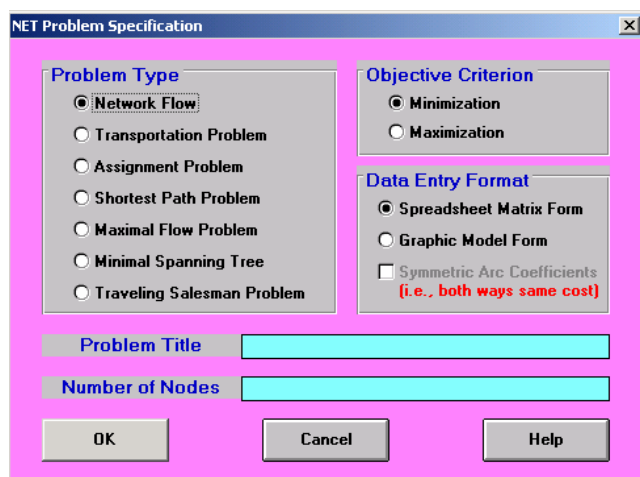 NET Problem Specification
Problem Type
Network Flow
Transportation Problem
Assignment Problem
Shortest Path Problem
Maximal Flow Problem
Minimal Spanning Tree
Traveling Salesman Problem
Objective Criterion
Minimization
Maximization
Data Entry Format
Spreadsheet Matrix Form
Graphic Model Form
Symmetric Arc Coefficients
(i.e., both ways same cost)
Problem Title
Number of Nodes
OK
Cancel
Help